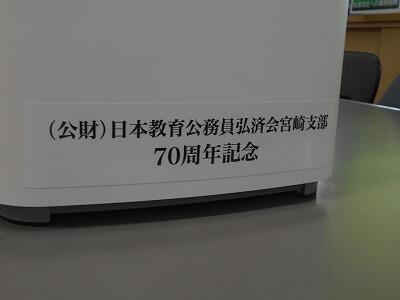 （公財）日本教育公務員弘済会宮崎支部
70周年記念